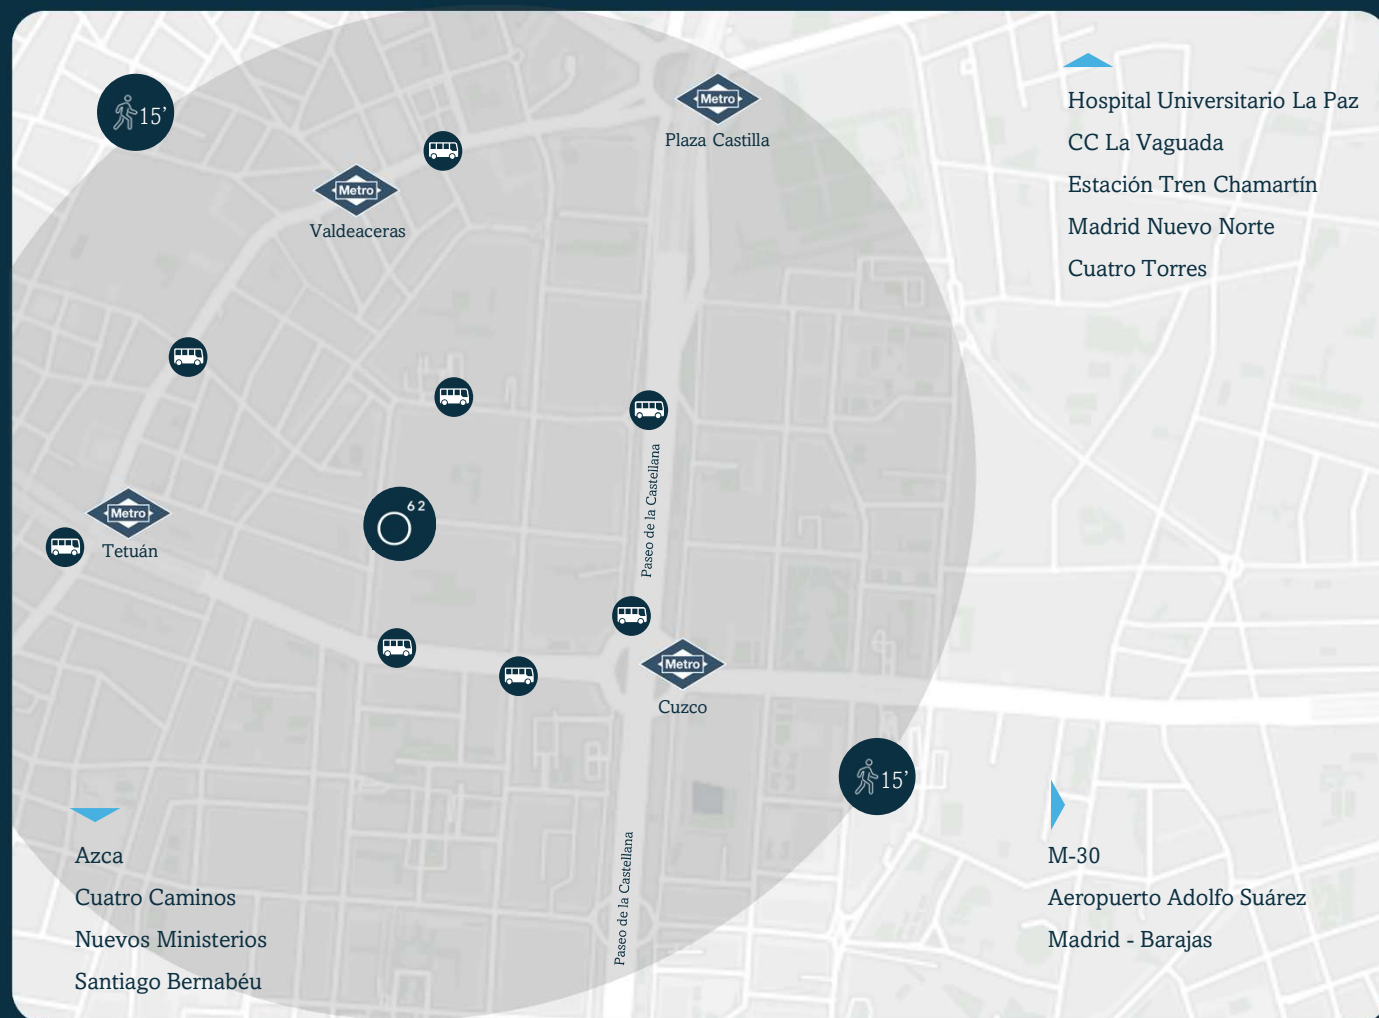 15’
Metro
Plaza Castilla
Metro
Valdeaceras
Hospital Universitario La Paz
CC La Vaguada
Estación Tren Chamartín
Madrid Nuevo Norte
Cuatro Torres
Paseo de la Castellana
62
Metro
Tetuán
Metro
Cuzco
15’
Paseo de la Castellana
Azca
Cuatro Caminos
Nuevos Ministerios
Santiago Bernabéu
M-30
Aeropuerto Adolfo Suárez
Madrid - Barajas